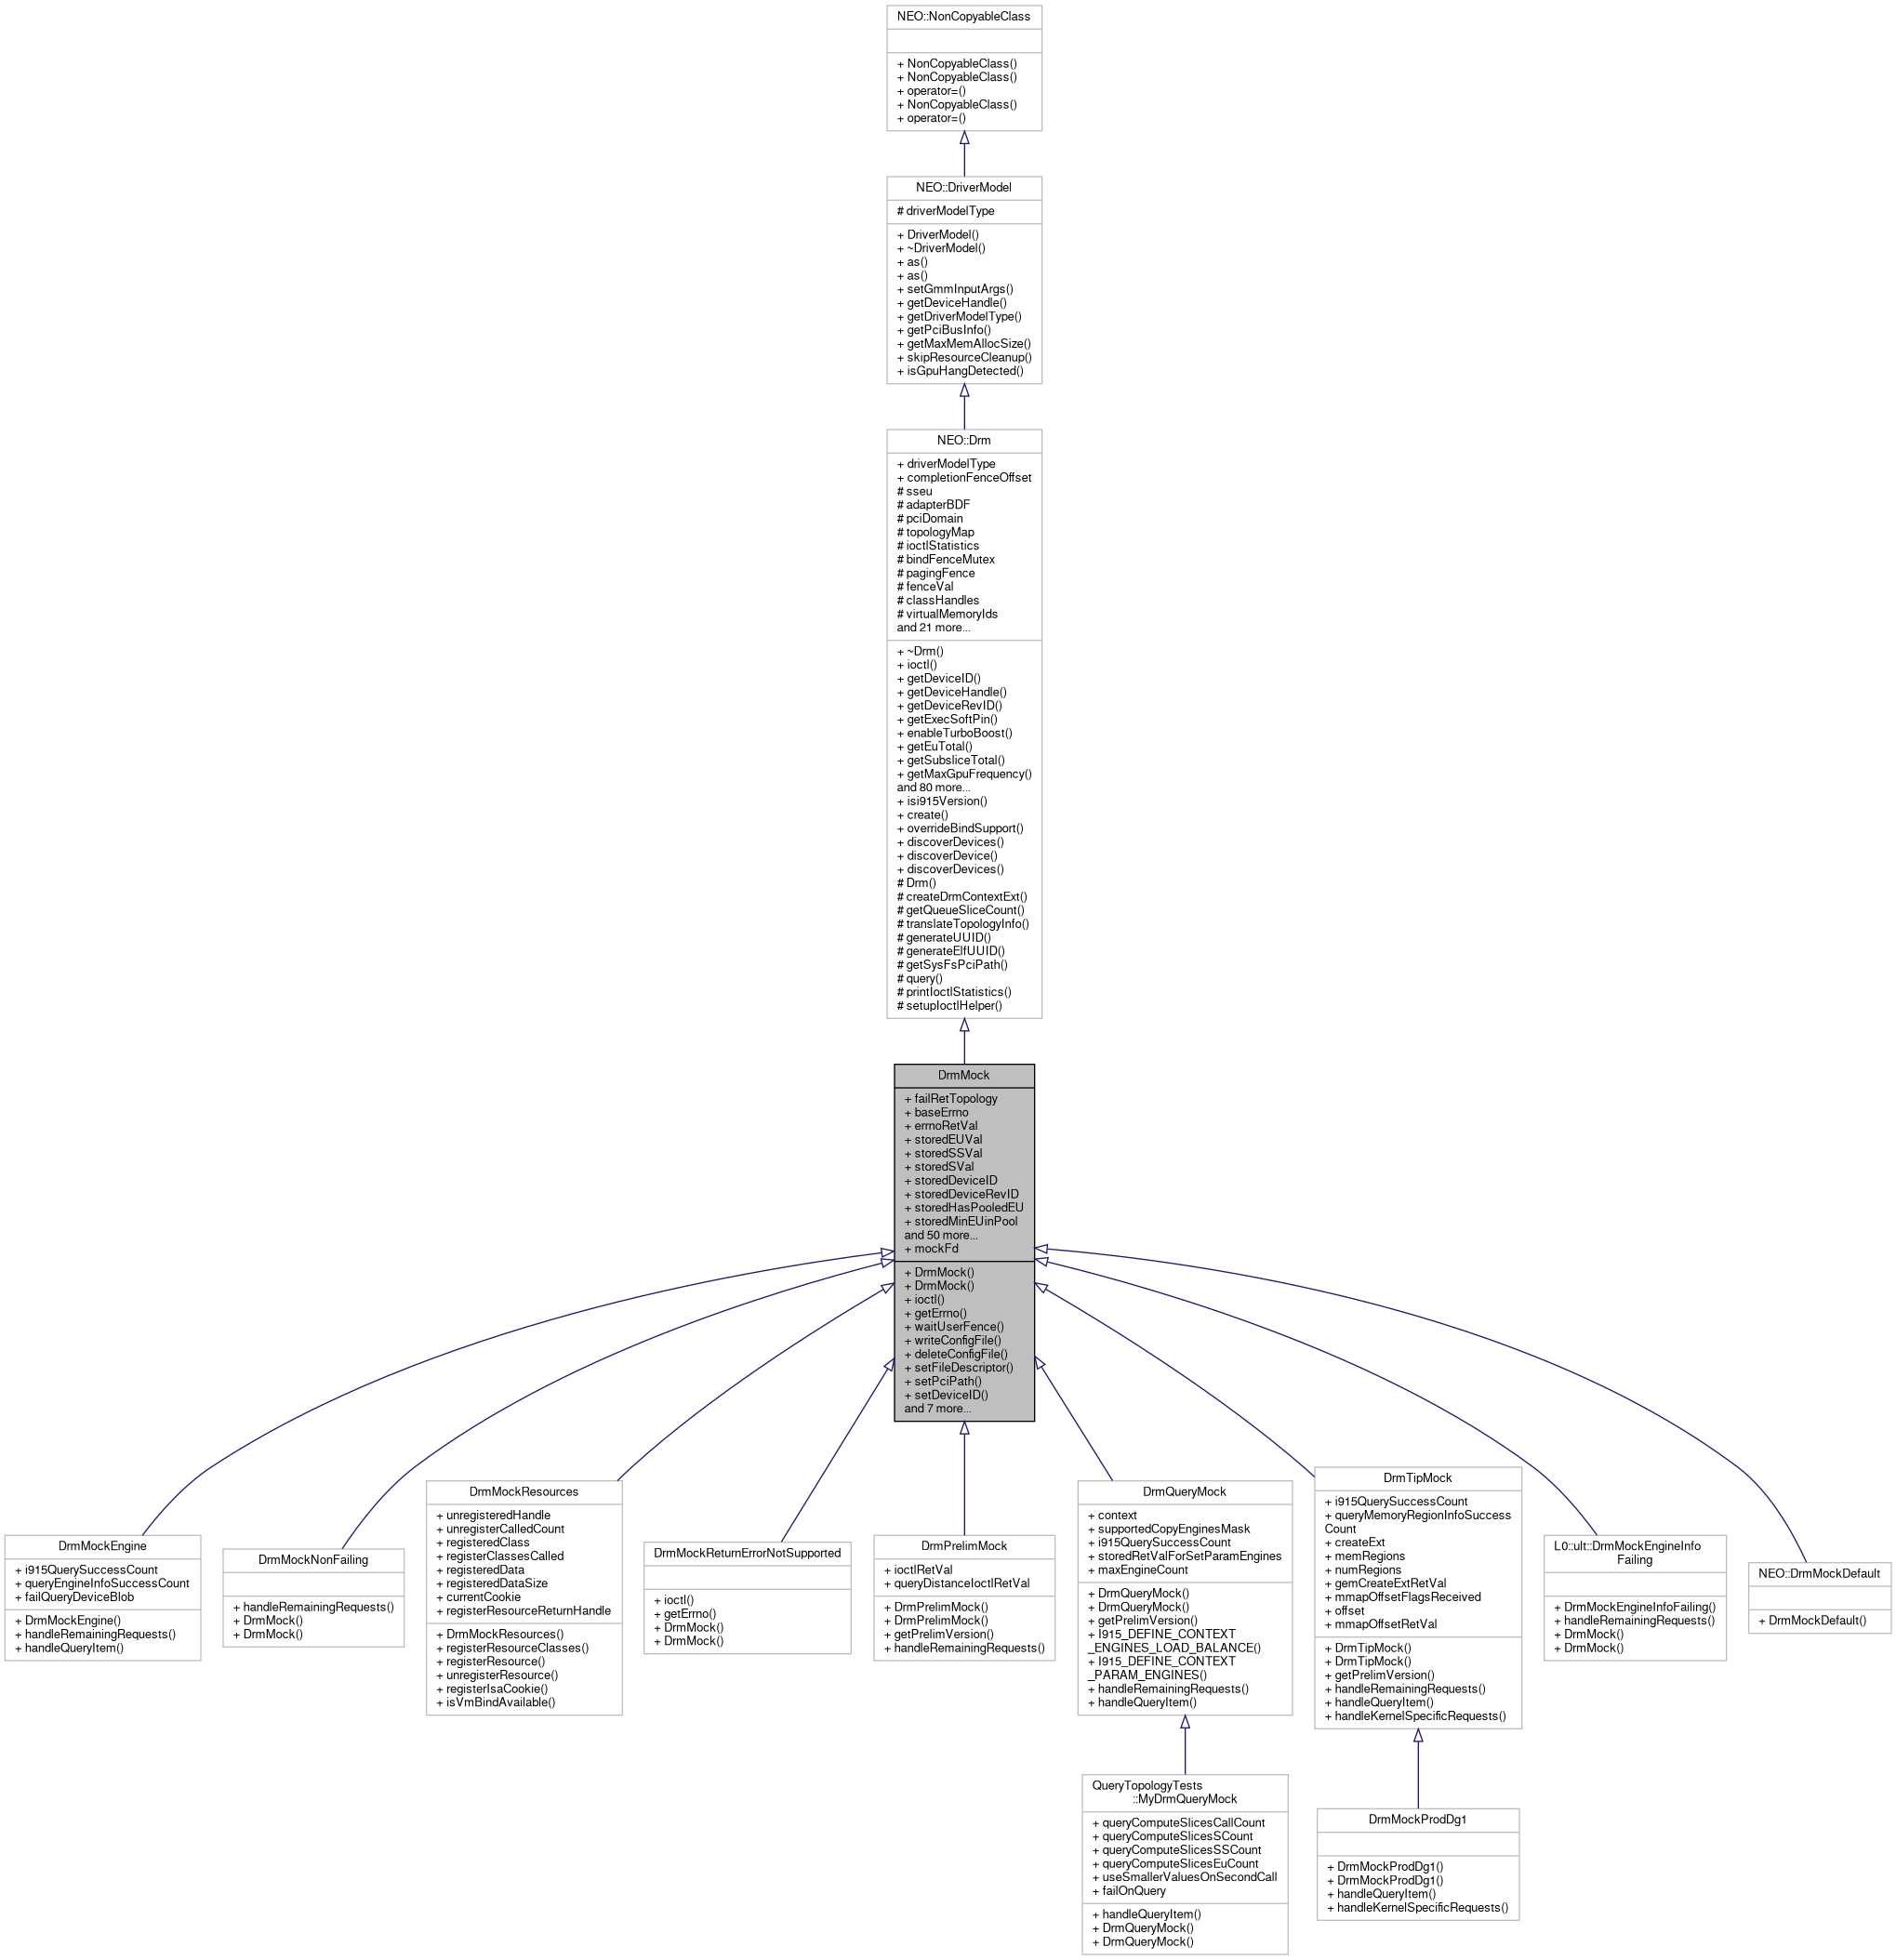 NEO::NonCopyableClass
+ NonCopyableClass()
+ NonCopyableClass()
+ operator=()
+ NonCopyableClass()
+ operator=()
NEO::DriverModel
# driverModelType
+ DriverModel()
+ ~DriverModel()
+ as()
+ as()
+ setGmmInputArgs()
+ getDeviceHandle()
+ getDriverModelType()
+ getPciBusInfo()
+ getMaxMemAllocSize()
+ skipResourceCleanup()
+ isGpuHangDetected()
NEO::Drm
+ driverModelType
+ completionFenceOffset
# sseu
# adapterBDF
# pciDomain
# topologyMap
# ioctlStatistics
# bindFenceMutex
# pagingFence
# fenceVal
# classHandles
# virtualMemoryIds
and 21 more...
+ ~Drm()
+ ioctl()
+ getDeviceID()
+ getDeviceHandle()
+ getDeviceRevID()
+ getExecSoftPin()
+ enableTurboBoost()
+ getEuTotal()
+ getSubsliceTotal()
+ getMaxGpuFrequency()
and 80 more...
+ isi915Version()
+ create()
+ overrideBindSupport()
+ discoverDevices()
+ discoverDevice()
+ discoverDevices()
# Drm()
# createDrmContextExt()
# getQueueSliceCount()
# translateTopologyInfo()
# generateUUID()
# generateElfUUID()
# getSysFsPciPath()
# query()
# printIoctlStatistics()
# setupIoctlHelper()
DrmMock
+ failRetTopology
+ baseErrno
+ errnoRetVal
+ storedEUVal
+ storedSSVal
+ storedSVal
+ storedDeviceID
+ storedDeviceRevID
+ storedHasPooledEU
+ storedMinEUinPool
and 50 more...
+ mockFd
+ DrmMock()
+ DrmMock()
+ ioctl()
+ getErrno()
+ waitUserFence()
+ writeConfigFile()
+ deleteConfigFile()
+ setFileDescriptor()
+ setPciPath()
+ setDeviceID()
and 7 more...
DrmMockEngine
+ i915QuerySuccessCount
+ queryEngineInfoSuccessCount
+ failQueryDeviceBlob
+ DrmMockEngine()
+ handleRemainingRequests()
+ handleQueryItem()
DrmMockNonFailing
+ handleRemainingRequests()
+ DrmMock()
+ DrmMock()
DrmMockResources
+ unregisteredHandle
+ unregisterCalledCount
+ registeredClass
+ registerClassesCalled
+ registeredData
+ registeredDataSize
+ currentCookie
+ registerResourceReturnHandle
+ DrmMockResources()
+ registerResourceClasses()
+ registerResource()
+ unregisterResource()
+ registerIsaCookie()
+ isVmBindAvailable()
DrmMockReturnErrorNotSupported
+ ioctl()
+ getErrno()
+ DrmMock()
+ DrmMock()
DrmPrelimMock
+ ioctlRetVal
+ queryDistanceIoctlRetVal
+ DrmPrelimMock()
+ DrmPrelimMock()
+ getPrelimVersion()
+ handleRemainingRequests()
DrmQueryMock
+ context
+ supportedCopyEnginesMask
+ i915QuerySuccessCount
+ storedRetValForSetParamEngines
+ maxEngineCount
+ DrmQueryMock()
+ DrmQueryMock()
+ getPrelimVersion()
+ I915_DEFINE_CONTEXT
_ENGINES_LOAD_BALANCE()
+ I915_DEFINE_CONTEXT
_PARAM_ENGINES()
+ handleRemainingRequests()
+ handleQueryItem()
DrmTipMock
+ i915QuerySuccessCount
+ queryMemoryRegionInfoSuccess
Count
+ createExt
+ memRegions
+ numRegions
+ gemCreateExtRetVal
+ mmapOffsetFlagsReceived
+ offset
+ mmapOffsetRetVal
+ DrmTipMock()
+ DrmTipMock()
+ getPrelimVersion()
+ handleRemainingRequests()
+ handleQueryItem()
+ handleKernelSpecificRequests()
L0::ult::DrmMockEngineInfo
Failing
+ DrmMockEngineInfoFailing()
+ handleRemainingRequests()
+ DrmMock()
+ DrmMock()
NEO::DrmMockDefault
+ DrmMockDefault()
QueryTopologyTests
::MyDrmQueryMock
+ queryComputeSlicesCallCount
+ queryComputeSlicesSCount
+ queryComputeSlicesSSCount
+ queryComputeSlicesEuCount
+ useSmallerValuesOnSecondCall
+ failOnQuery
+ handleQueryItem()
+ DrmQueryMock()
+ DrmQueryMock()
DrmMockProdDg1
+ DrmMockProdDg1()
+ DrmMockProdDg1()
+ handleQueryItem()
+ handleKernelSpecificRequests()